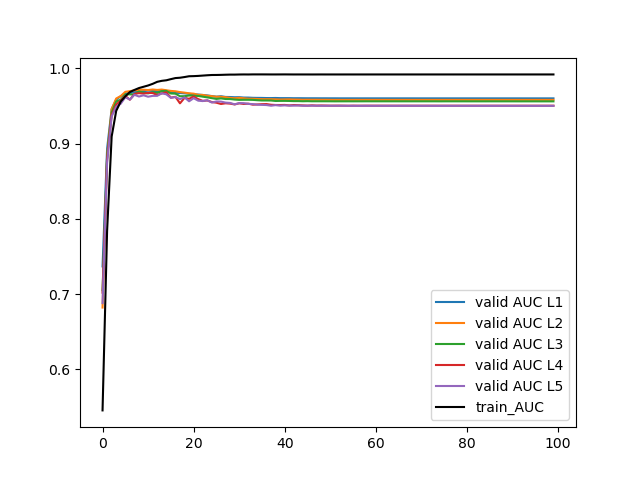 1.0
0.9
0.8
0.7
0.6
0 20 40 60 80 100
valid AUC L1
valid AUC L2
valid AUC L3
valid AUC L4
valid AUC L5
train_AUC